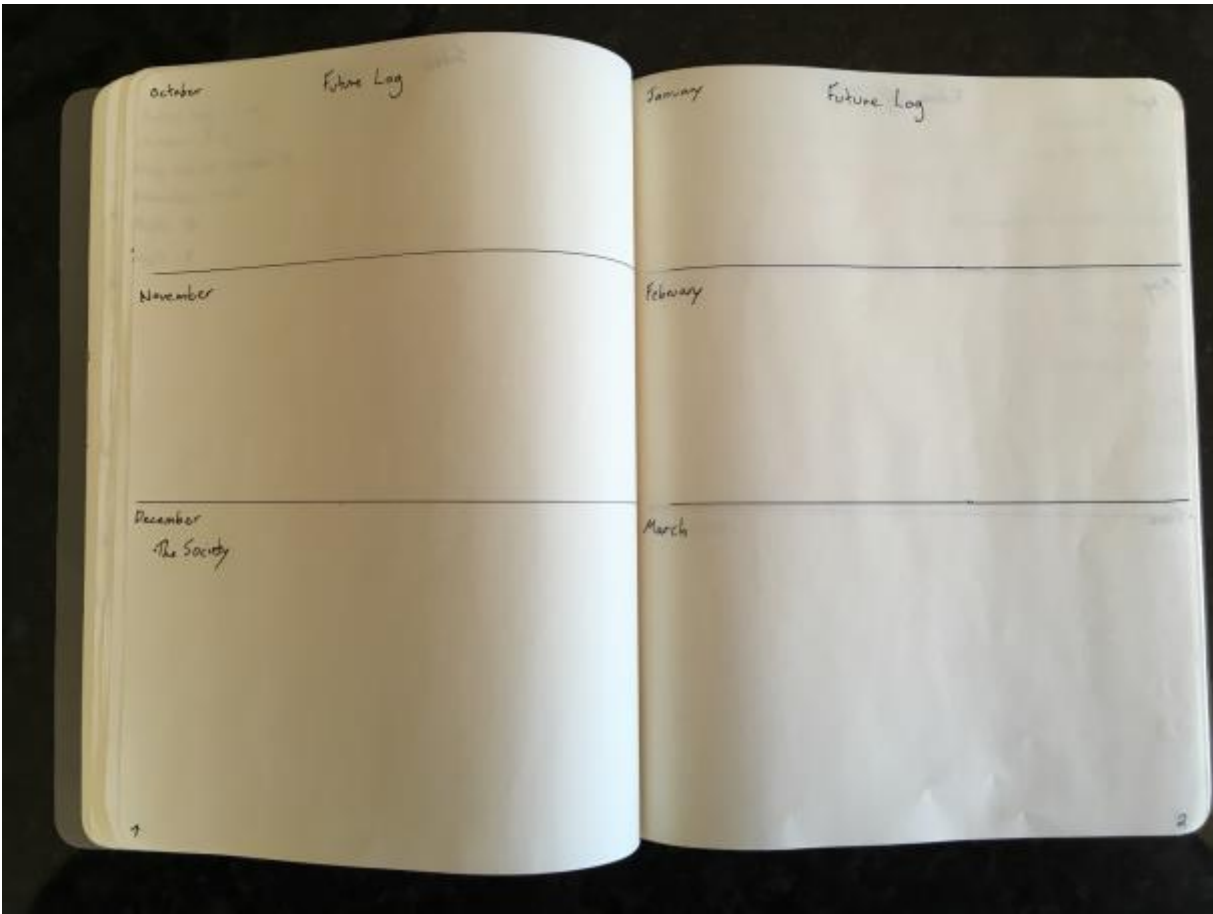 October
Future Log
November
December
·The Society
1
January
Future Log
February
March
2